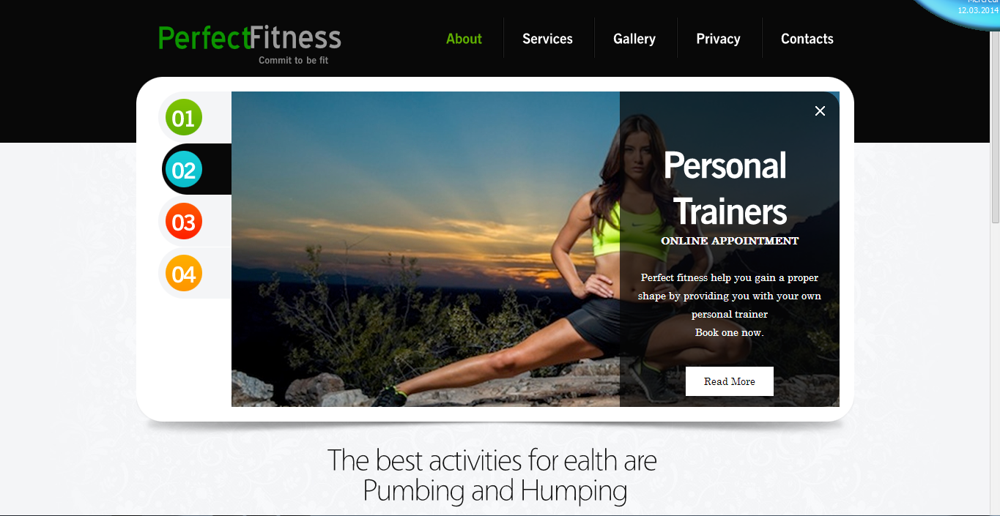 Mercredi
12.03.2014
PerfectFitness
Commit to be fit
About Services Gallery Privacy Contacts
01
02
03
04
Personal
Trainers
ONLINE APPOINTMENT
Perfect fitness help you gain a proper
shape by providing you with your own
personal trainer
Book one now.
Read More
The best activities for ealth are
Pumbing and Humping